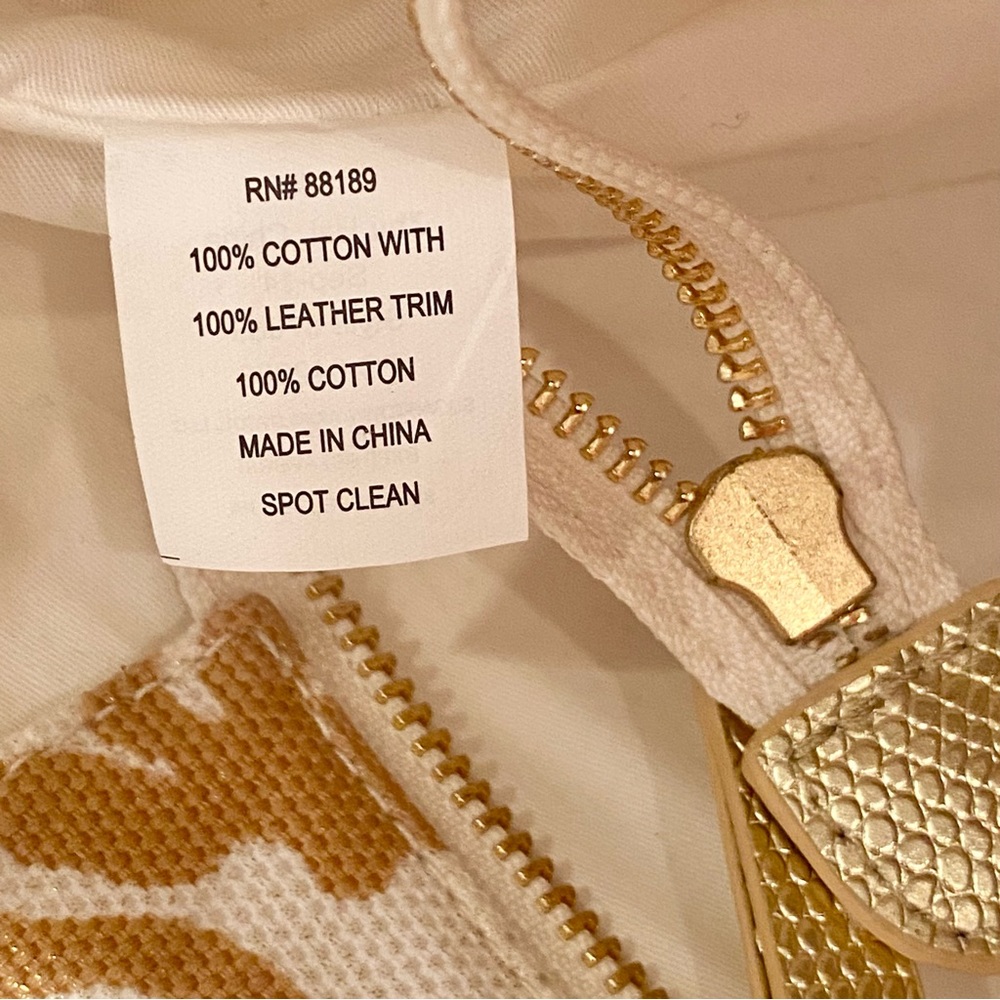 RN# 88189
100% COTTON WITH
100% LEATHER TRIM
100% COTTON
MADE IN CHINA
SPOT CLEAN